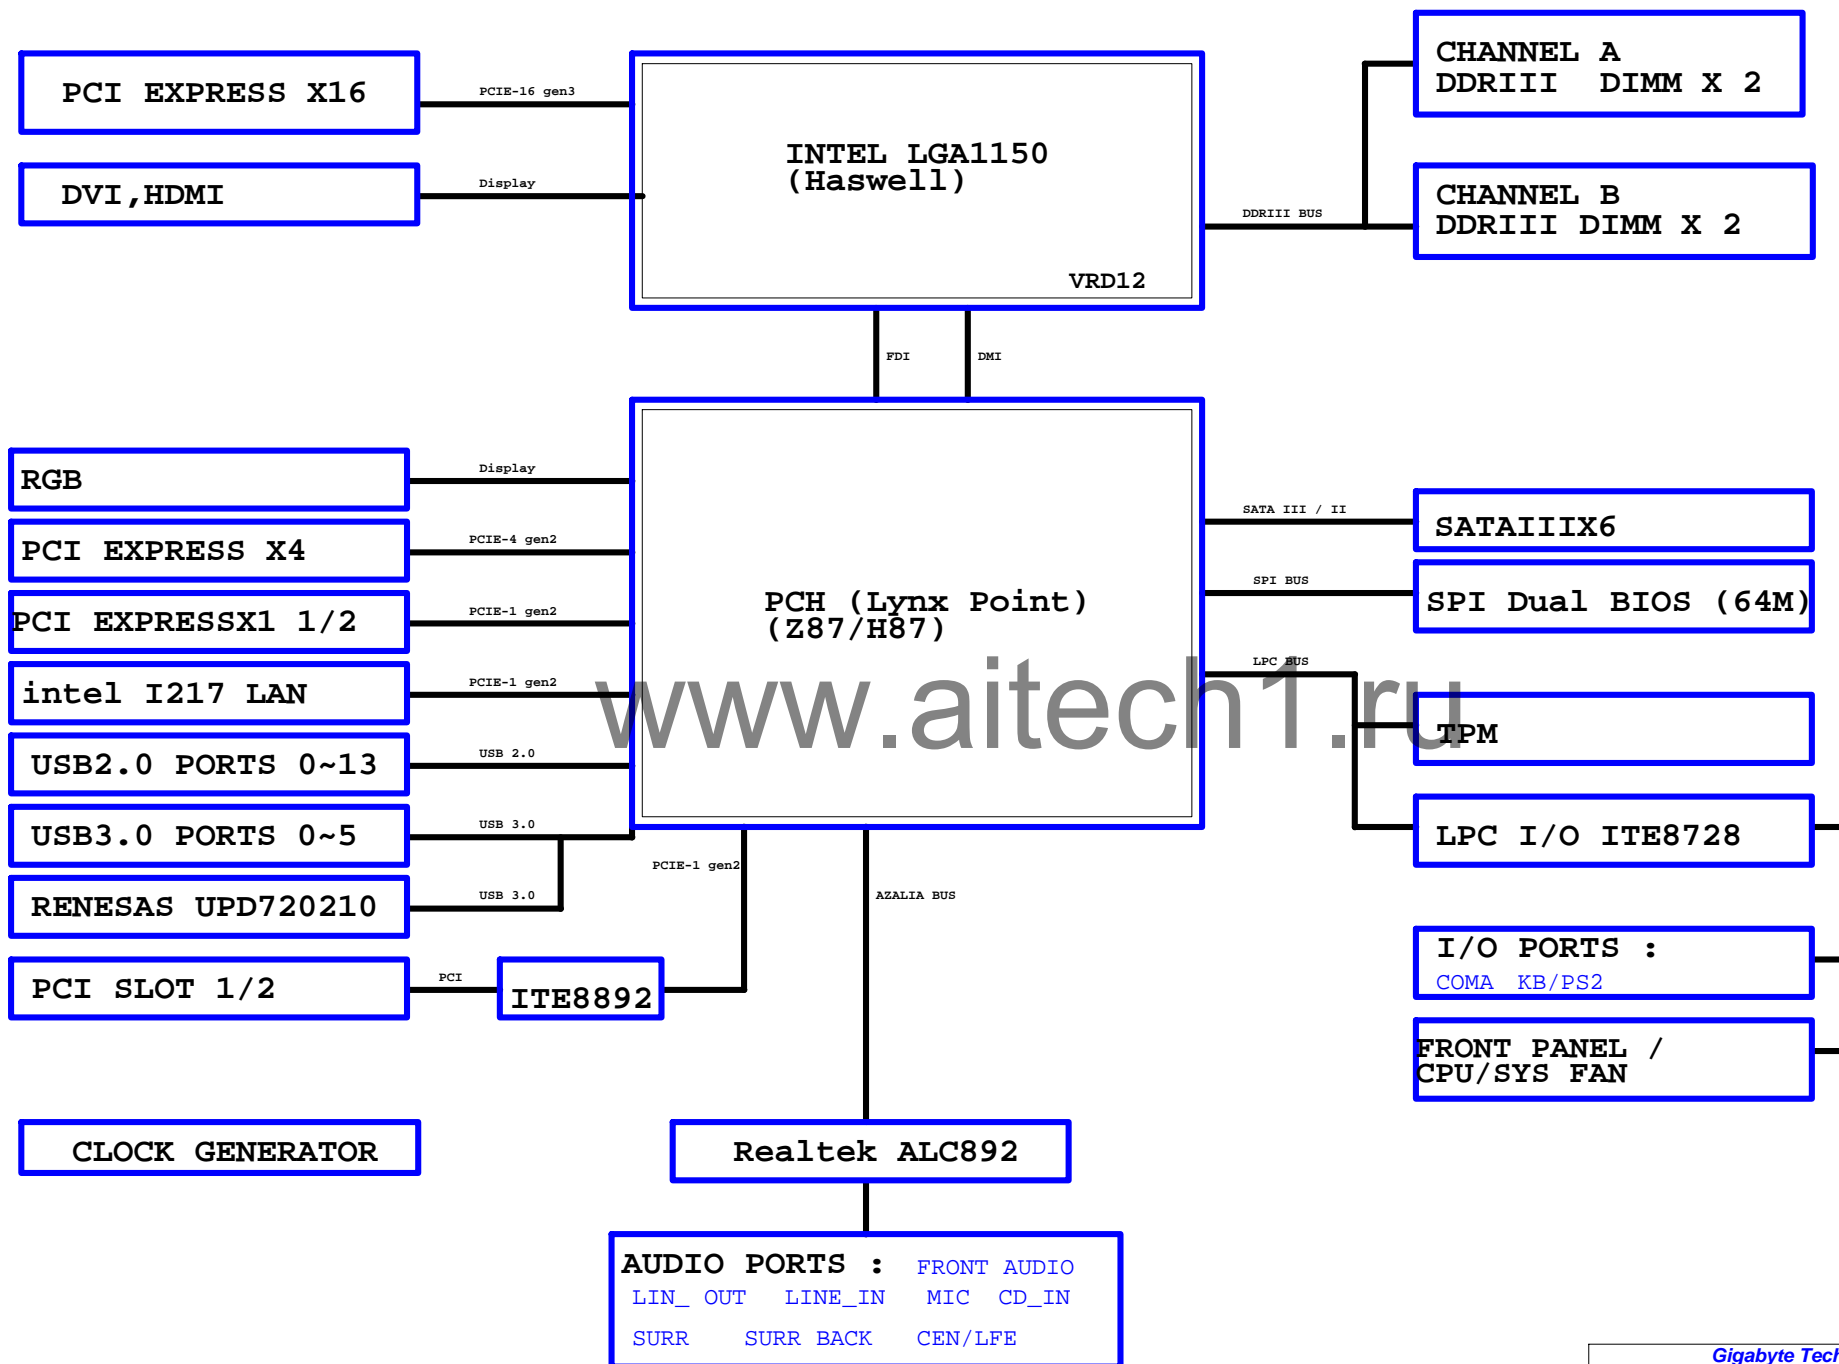 PCI EXPRESS X16
PCIE-16 gen3
DVI,HDMI
Display
INTEL LGA1150
(Haswell)
VRD12
DDRIII BUS
CHANNEL A
DDRIII DIMM X 2
CHANNEL B
DDRIII DIMM X 2
FDI
DMI
RGB
Display
PCI EXPRESS X4
PCIE-4 gen2
PCI EXPRESSX1 1/2
PCIE-1 gen2
intel I217 LAN
PCIE-1 gen2
USB2.0 PORTS 0~13
USB 2.0
USB3.0 PORTS 0~5
USB 3.0
RENESAS UPD720210
USB 3.0
PCI SLOT 1/2
PCI
ITE8892
PCIE-1 gen2
PCH (Lynx Point)
(Z87/H87)
www.aitech1.ru
AZALIA BUS
SATA III / II
SATAIIIX6
SPI BUS
SPI Dual BIOS (64M)
LPC BUS
TPM
LPC I/O ITE8728
I/O PORTS :
COMA KB/PS2
FRONT PANEL /
CPU/SYS FAN
CLOCK GENERATOR
Realtek ALC892
AUDIO PORTS : FRONT AUDIO
LIN_ OUT LINE_IN MIC CD_IN
SURR SURR BACK CEN/LFE
Gigabyte Tech